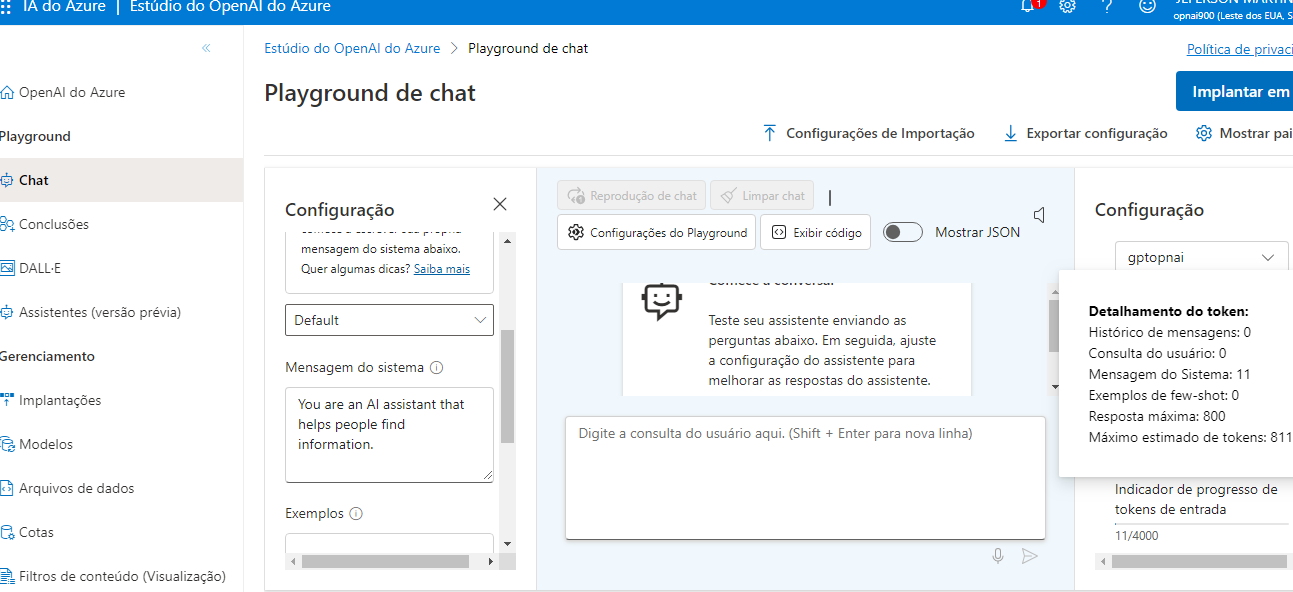 IA do Azure | Estúdio do OpenAI do Azure
1
opnai900 (Leste dos EUA, S
OpenAI do Azure
Playground
Chat
Conclusões
DALL·E
Assistentes (versão prévia)
Gerenciamento
Implantações
Modelos
Arquivos de dados
Cotas
Filtros de conteúdo (Visualização)
Estúdio do OpenAI do Azure > Playground de chat
Política de privaci
Playground de chat
Implantar em
Configurações de Importação
Exportar configuração
Mostrar pai
Configuração
mensagem do sistema abaixo.
Quer algumas dicas? Saiba mais
Default
Mensagem do sistema
You are an AI assistant that
helps people find
information.
Exemplos
Reprodução de chat
Limpar chat
Configurações do Playground
Exibir código
Mostrar JSON
Comece a conversar
Teste seu assistente enviando as
perguntas abaixo. Em seguida, ajuste
a configuração do assistente para
melhorar as respostas do assistente.
Digite a consulta do usuário aqui. (Shift + Enter para nova linha)
Configuração
gptopnai
Detalhamento do token:
Histórico de mensagens: 0
Consulta do usuário: 0
Mensagem do Sistema: 11
Exemplos de few-shot: 0
Resposta máxima: 800
Máximo estimado de tokens: 811
Indicador de progresso de
tokens de entrada
11/4000